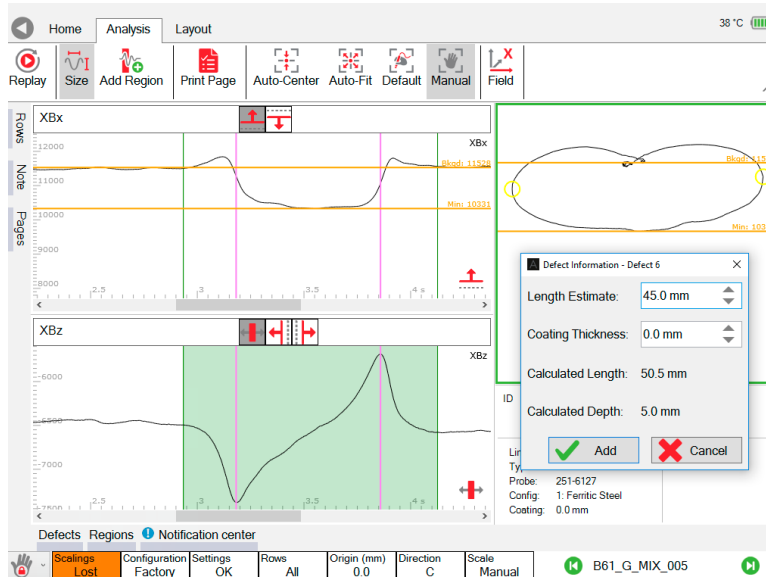 38 °C
Home Analysis Layout
Replay Size Add Region Print Page Auto-Center Auto-Fit Default Manual Field
Rows
Note
Pages
XBx
XBx
12000
Bkgd: 11528
11000
Min: 10331
10000
9000
8000
2.5 3 3.5 4 s
XBz
XBz
-6000
-7000
2.5 3 3.5 4 s
Bkgd: 115
Min: 103
Defect Information - Defect 6
Length Estimate: 45.0 mm
Coating Thickness: 0.0 mm
Calculated Length: 50.5 mm
Calculated Depth: 5.0 mm
Add Cancel
ID
Probe: 251-6127
Config: 1: Ferritic Steel
Coating: 0.0 mm
Defects Regions Notification center
Scalings Configuration Settings Rows Origin (mm) Direction Scale
Lost Factory OK All 0.0 C Manual
B61_G_MIX_005